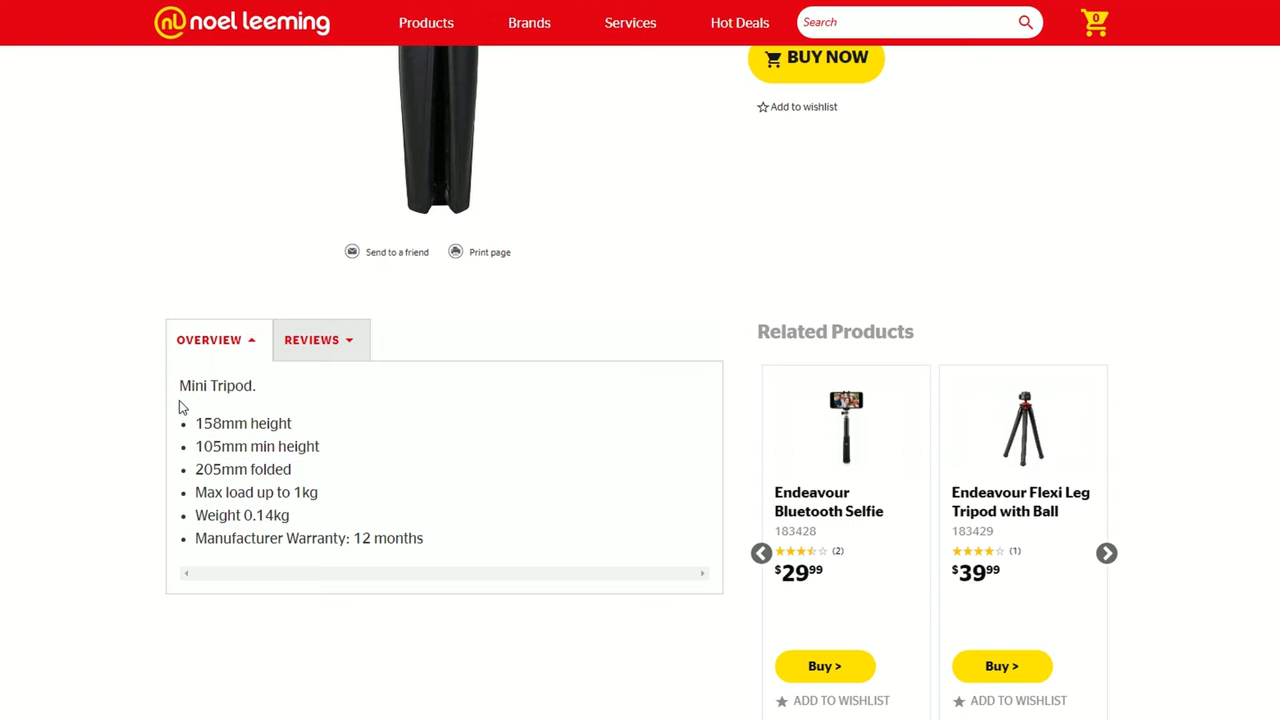 noel leeming
Products
Brands
Services
Hot Deals
Search
0
BUY NOW
Add to wishlist
Send to a friend
Print page
OVERVIEW
REVIEWS
Mini Tripod.
• 158mm height
• 105mm min height
• 205mm folded
• Max load up to 1kg
• Weight 0.14kg
• Manufacturer Warranty: 12 months
Related Products
Endeavour
Bluetooth Selfie
183428
(2)
$29.99
Buy >
ADD TO WISHLIST
Endeavour Flexi Leg
Tripod with Ball
183429
(1)
$39.99
Buy >
ADD TO WISHLIST